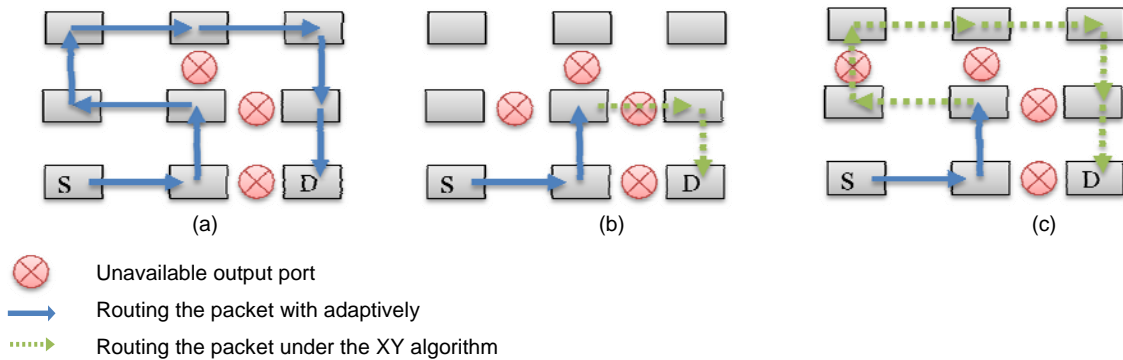 S D S D S D
(a) (b) (c)
Unavailable output port
Routing the packet with adaptively
Routing the packet under the XY algorithm